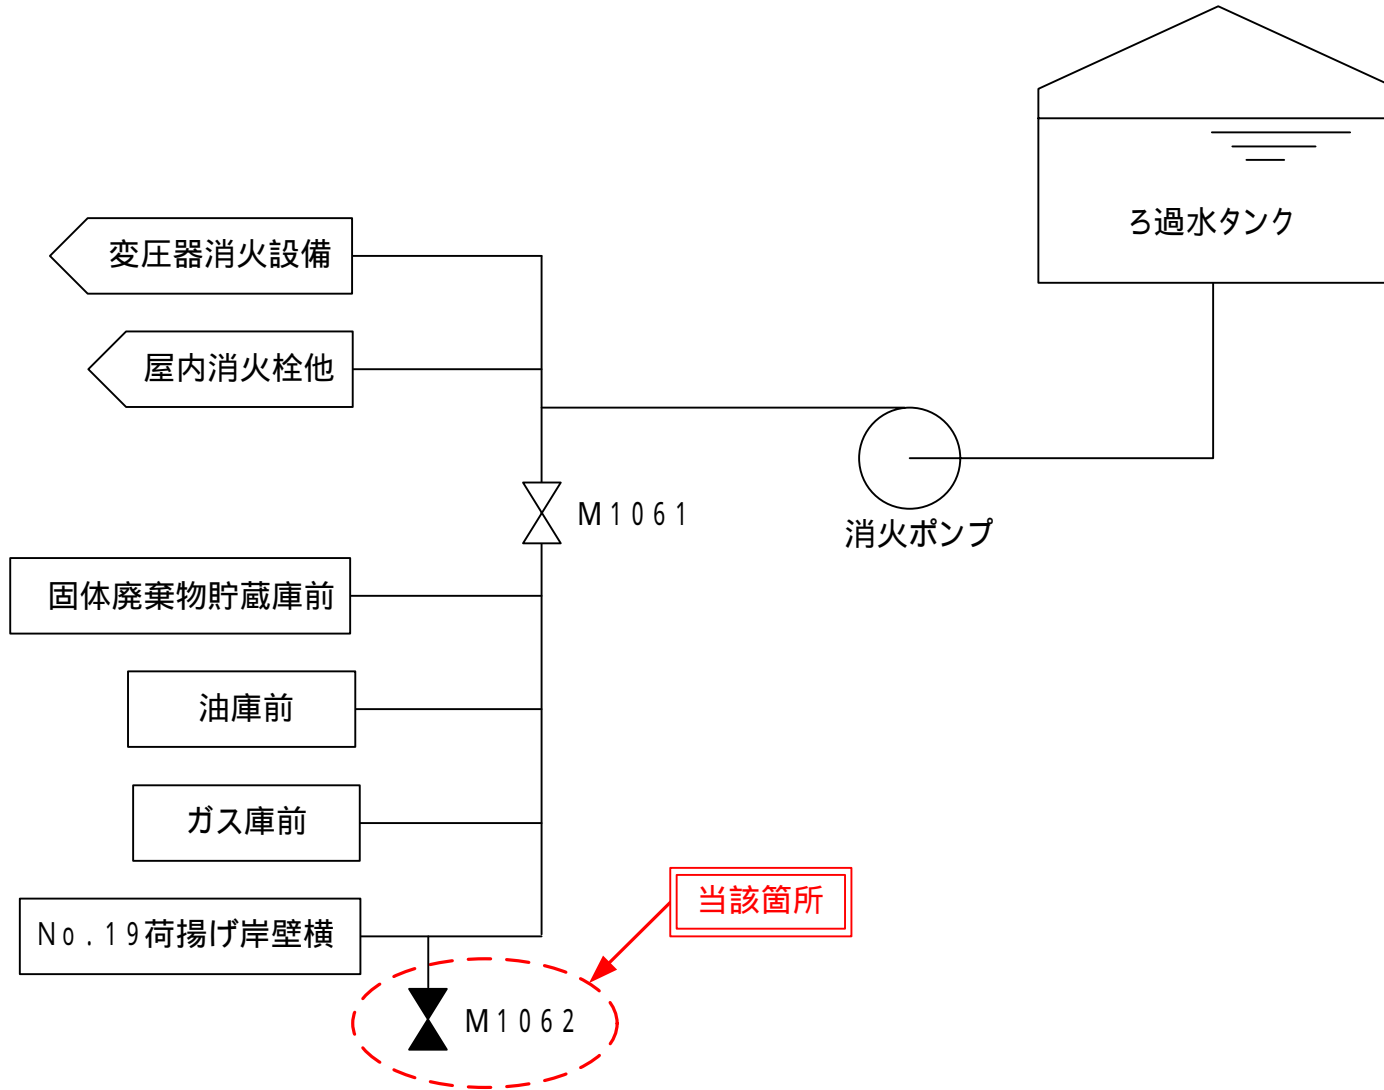 ろ過水タンク
変圧器消火設備
屋内消火栓他
M1061
消火ポンプ
固体廃棄物貯蔵庫前
油庫前
ガス庫前
当該箇所
No.19荷揚げ岸壁横
M1062